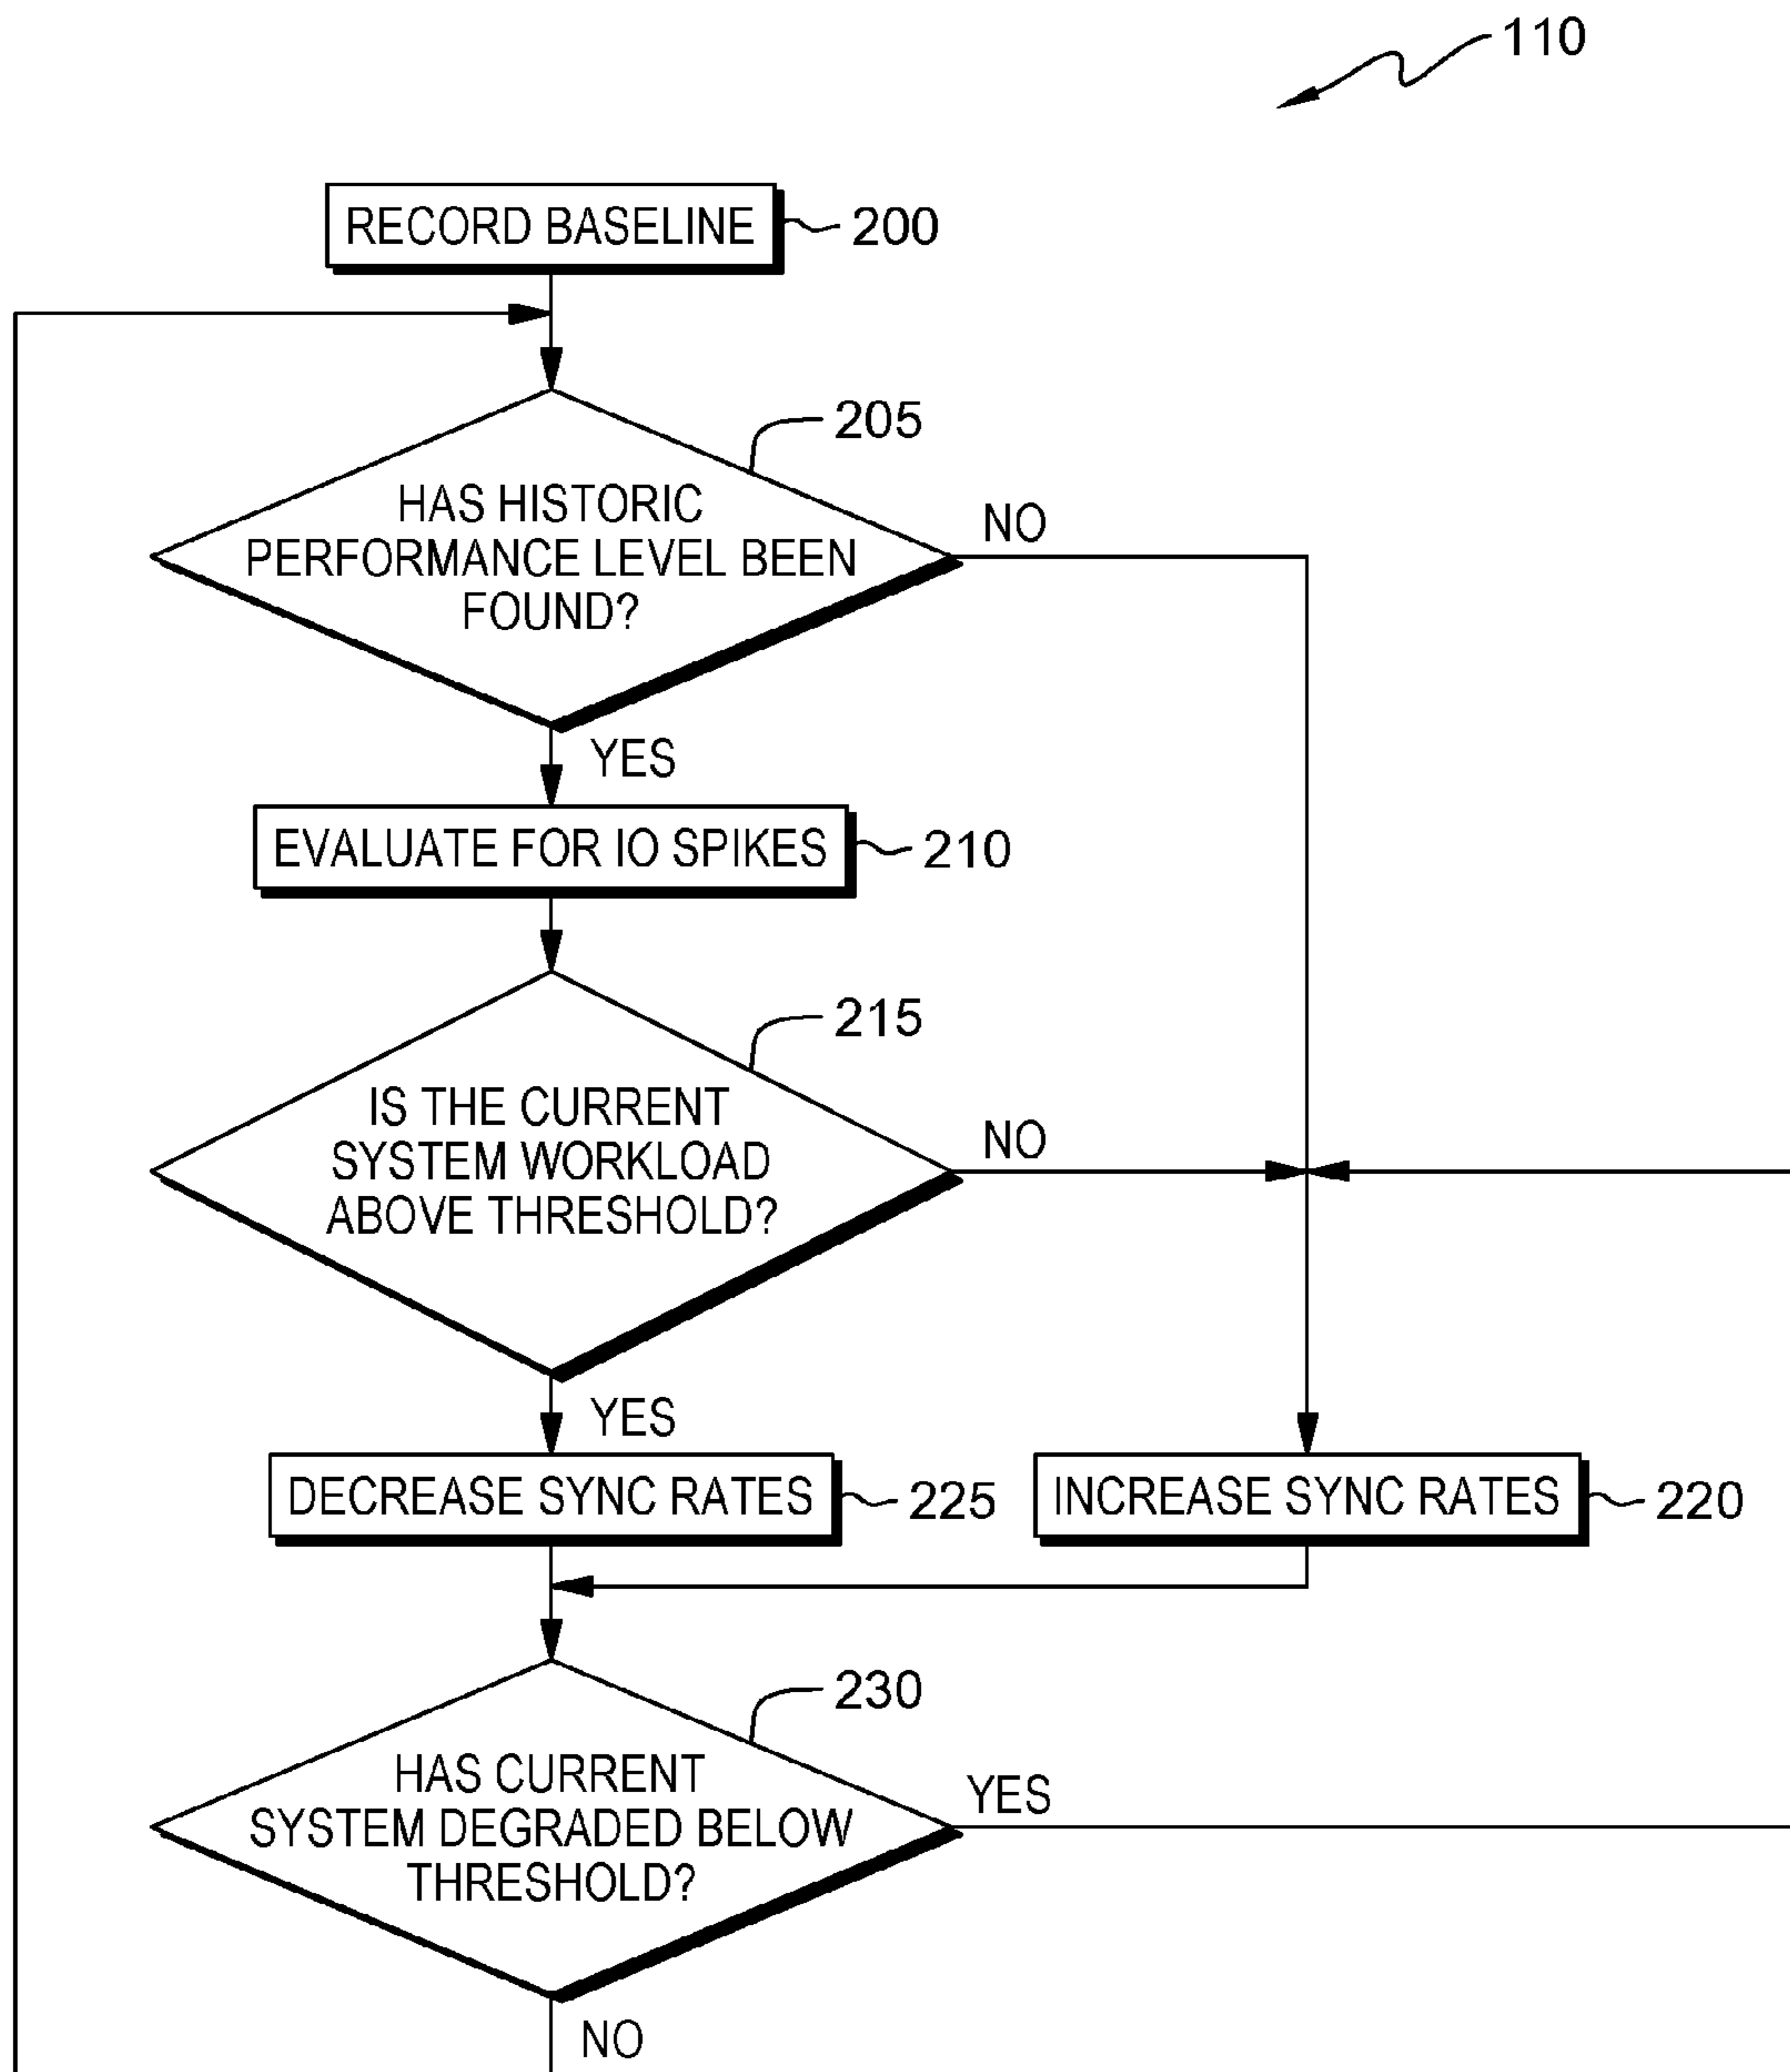 110
RECORD BASELINE
200
205
HAS HISTORIC
PERFORMANCE LEVEL BEEN
FOUND?
NO
YES
EVALUATE FOR IO SPIKES
210
215
IS THE CURRENT
SYSTEM WORKLOAD
ABOVE THRESHOLD?
NO
YES
DECREASE SYNC RATES
225
INCREASE SYNC RATES
220
230
HAS CURRENT
SYSTEM DEGRADED BELOW
THRESHOLD?
YES
NO